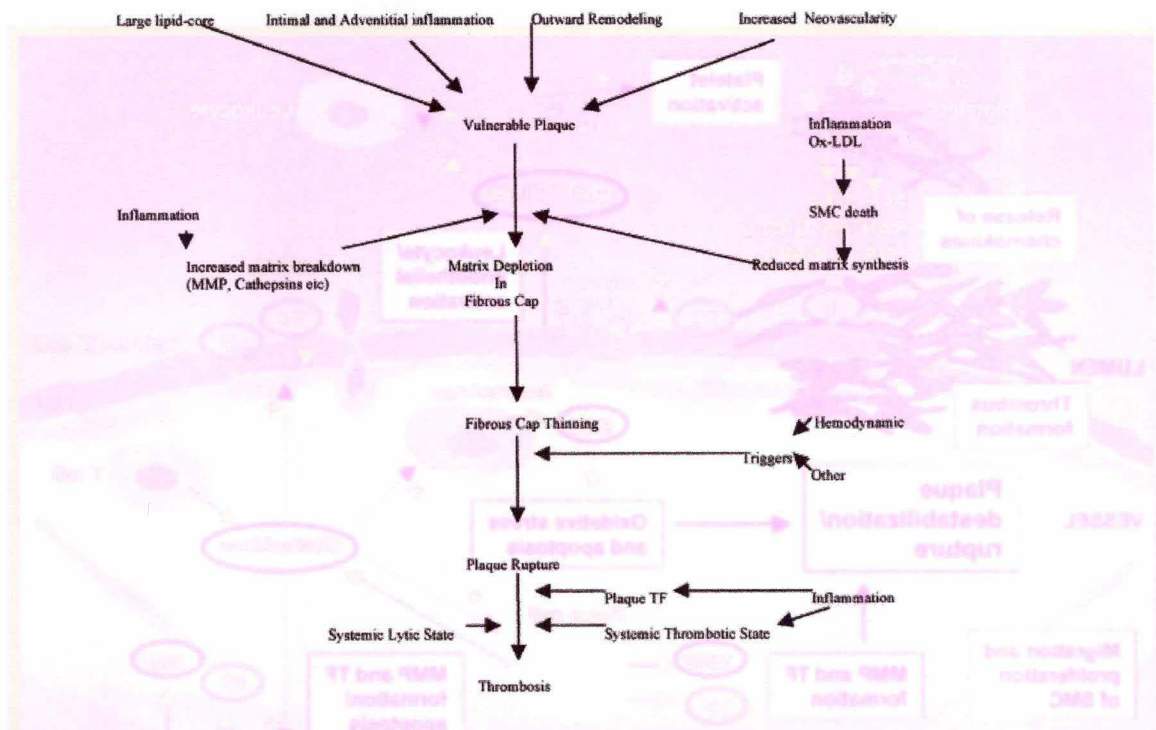 Large lipid-core
Intimal and Adventitial inflammation
Outward Remodeling
Increased Neovascularity
Platelet
activation
Vulnerable Plaque
Inflammation
Ox-LDL
Inflammation
SMC death
Release of
chemokines
Increased matrix breakdown
(MMP, Cathepsins etc)
Leukocyte/
endothelial
Matrix Depletion
In
Fibrous Cap
Reduced matrix synthesis
LUMEN
Thrombus
formation
Fibrous Cap Thinning
Hemodynamic
Triggers
Other
T cell
Plaque
destabilization/
rupture
VESSEL
Oxidative stress
and apoptosis
Plaque Rupture
Plaque TF
Inflammation
Systemic Lytic State
Systemic Thrombotic State
Thrombosis
MMP and TF
formation/
apoptosis
MMP and TF
formation
Migration and
proliferation
of SMC